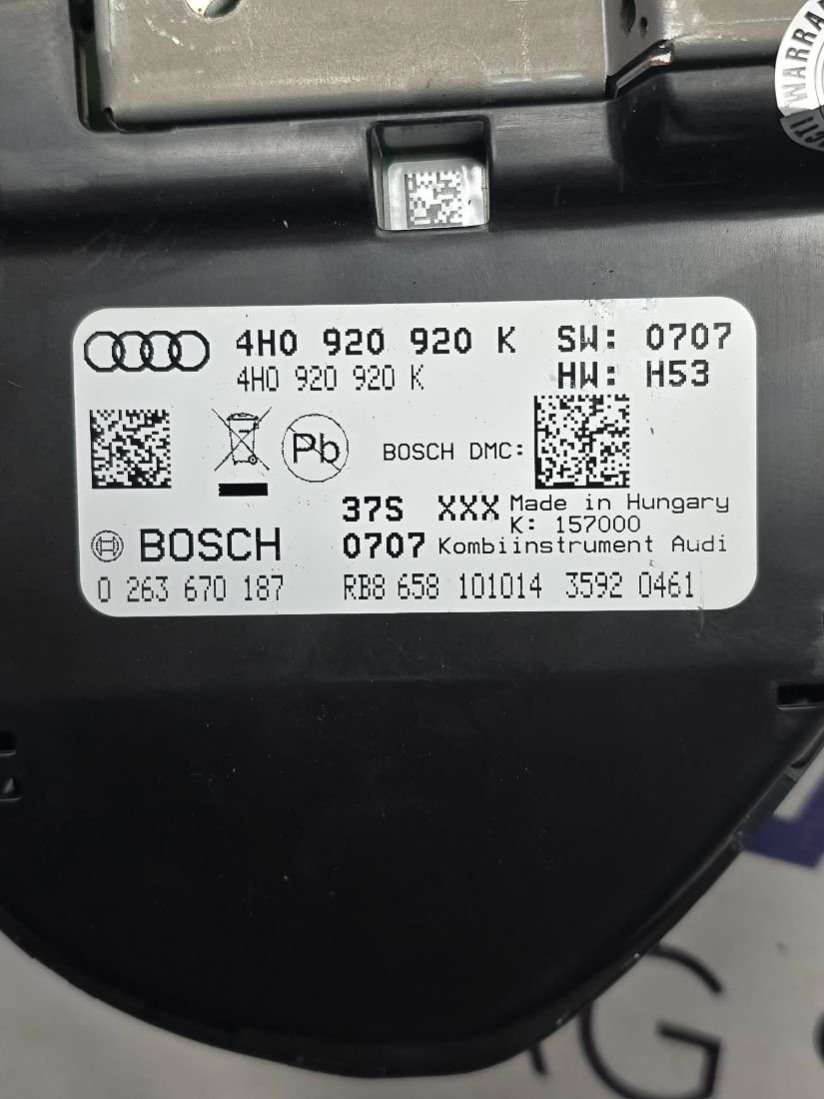 WARRAN
4H0 920 920 K SW: 0707
4H0 920 920 K HW: H53
Pb BOSCH DMC:
37S XXX Made in Hungary
K: 157000
BOSCH 0707 Kombiinstrument Audi
0 263 670 187 RB8 658 101014 3592 0461
G